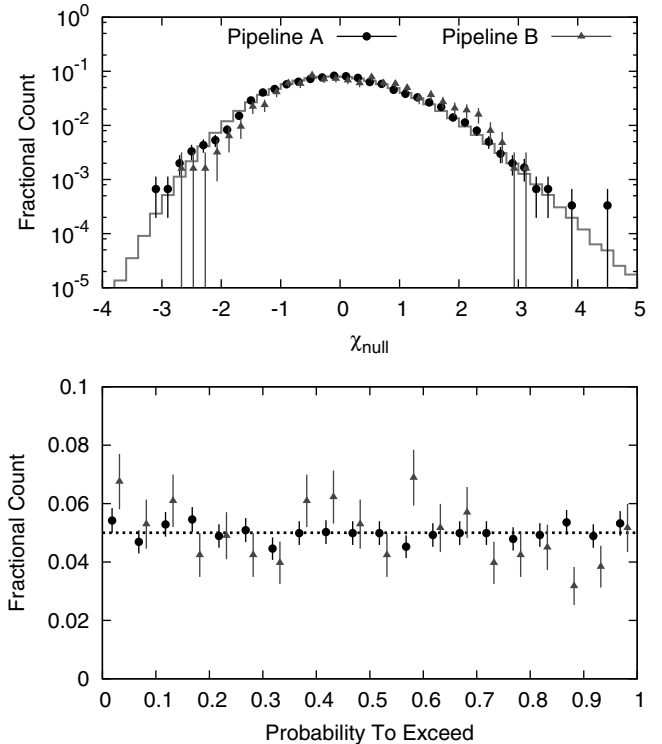 Pipeline A
Pipeline B
Fractional Count
10^0
10^-1
10^-2
10^-3
10^-4
10^-5
-4 -3 -2 -1 0 1 2 3 4 5
χnull
Fractional Count
0.1
0.08
0.06
0.04
0.02
0
0 0.1 0.2 0.3 0.4 0.5 0.6 0.7 0.8 0.9 1
Probability To Exceed